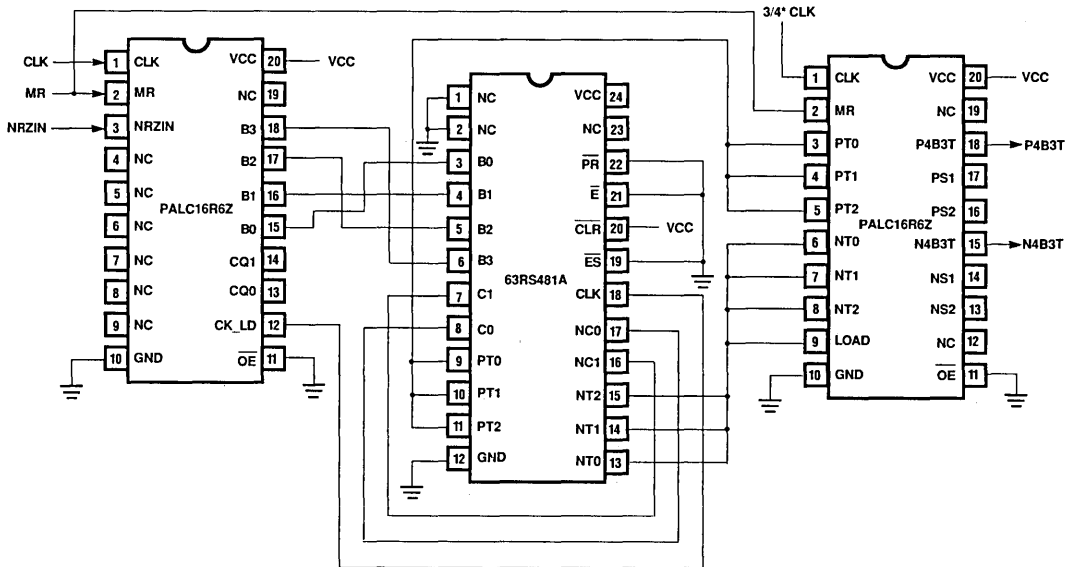 3/4* CLK
CLK
MR
NRZIN
1 CLK VCC 20 VCC
2 MR NC 19
3 NRZIN B3 18
4 NC B2 17
5 NC B1 16
PALC16R6Z
6 NC B0 15
7 NC CQ1 14
8 NC CQ0 13
9 NC CK_LD 12
10 GND OE 11
1 NC VCC 24
2 NC NC 23
3 B0 PR 22
4 B1 E 21
5 B2 CLR 20 VCC
6 B3 ES 19
63RS481A
7 C1 CLK 18
8 C0 NC0 17
9 PT0 NC1 16
10 PT1 NT2 15
11 PT2 NT1 14
12 GND NT0 13
1 CLK VCC 20 VCC
2 MR NC 19
3 PT0 P4B3T 18 P4B3T
4 PT1 PS1 17
5 PT2 PS2 16
PALC16R6Z
6 NT0 N4B3T 15 N4B3T
7 NT1 NS1 14
8 NT2 NS2 13
9 LOAD NC 12
10 GND OE 11